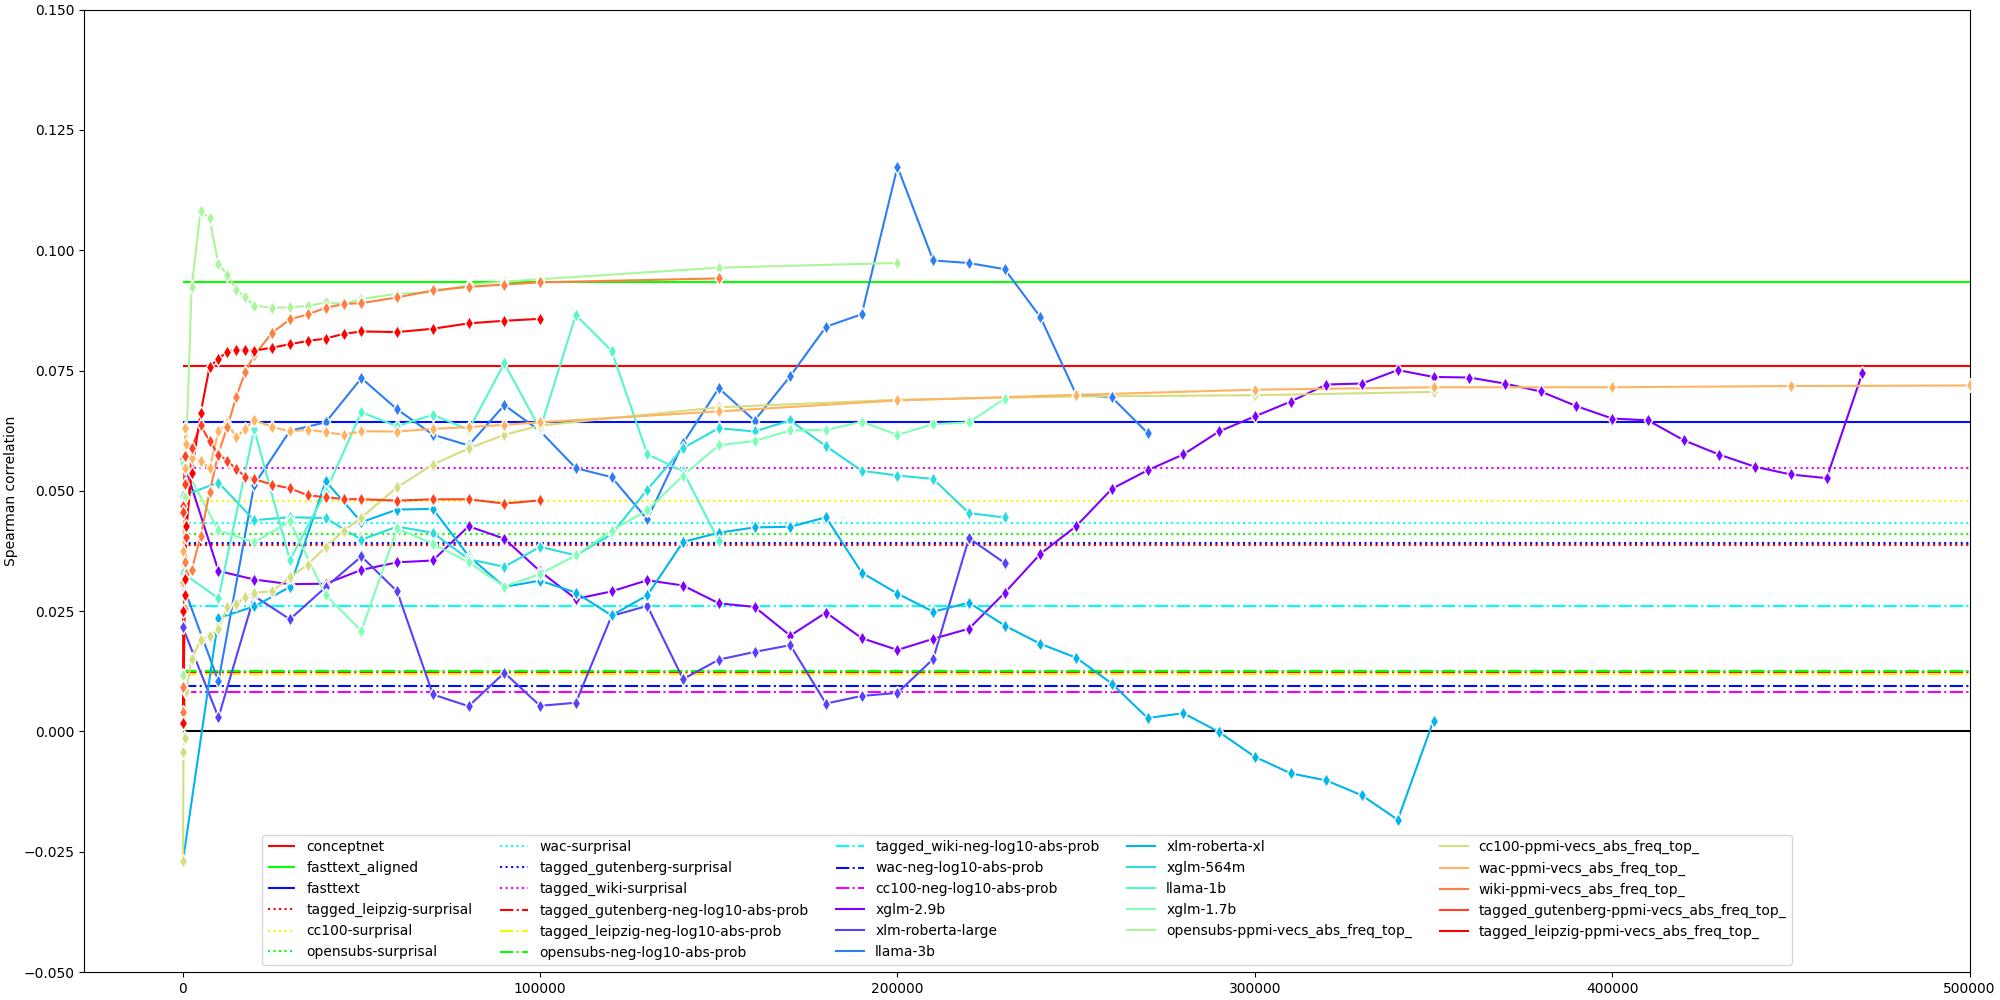 0.150
0.125
0.100
0.075
0.050
0.025
0.000
−0.025
−0.050
Spearman correlation
0
100000
200000
300000
400000
500000
conceptnet
fasttext_aligned
fasttext
tagged_leipzig-surprisal
cc100-surprisal
opensubs-surprisal
wac-surprisal
tagged_gutenberg-surprisal
tagged_wiki-surprisal
tagged_gutenberg-neg-log10-abs-prob
tagged_leipzig-neg-log10-abs-prob
opensubs-neg-log10-abs-prob
tagged_wiki-neg-log10-abs-prob
wac-neg-log10-abs-prob
cc100-neg-log10-abs-prob
xglm-2.9b
xlm-roberta-large
llama-3b
xlm-roberta-xl
xglm-564m
llama-1b
xglm-1.7b
opensubs-ppmi-vecs_abs_freq_top_
cc100-ppmi-vecs_abs_freq_top_
wac-ppmi-vecs_abs_freq_top_
wiki-ppmi-vecs_abs_freq_top_
tagged_gutenberg-ppmi-vecs_abs_freq_top_
tagged_leipzig-ppmi-vecs_abs_freq_top_